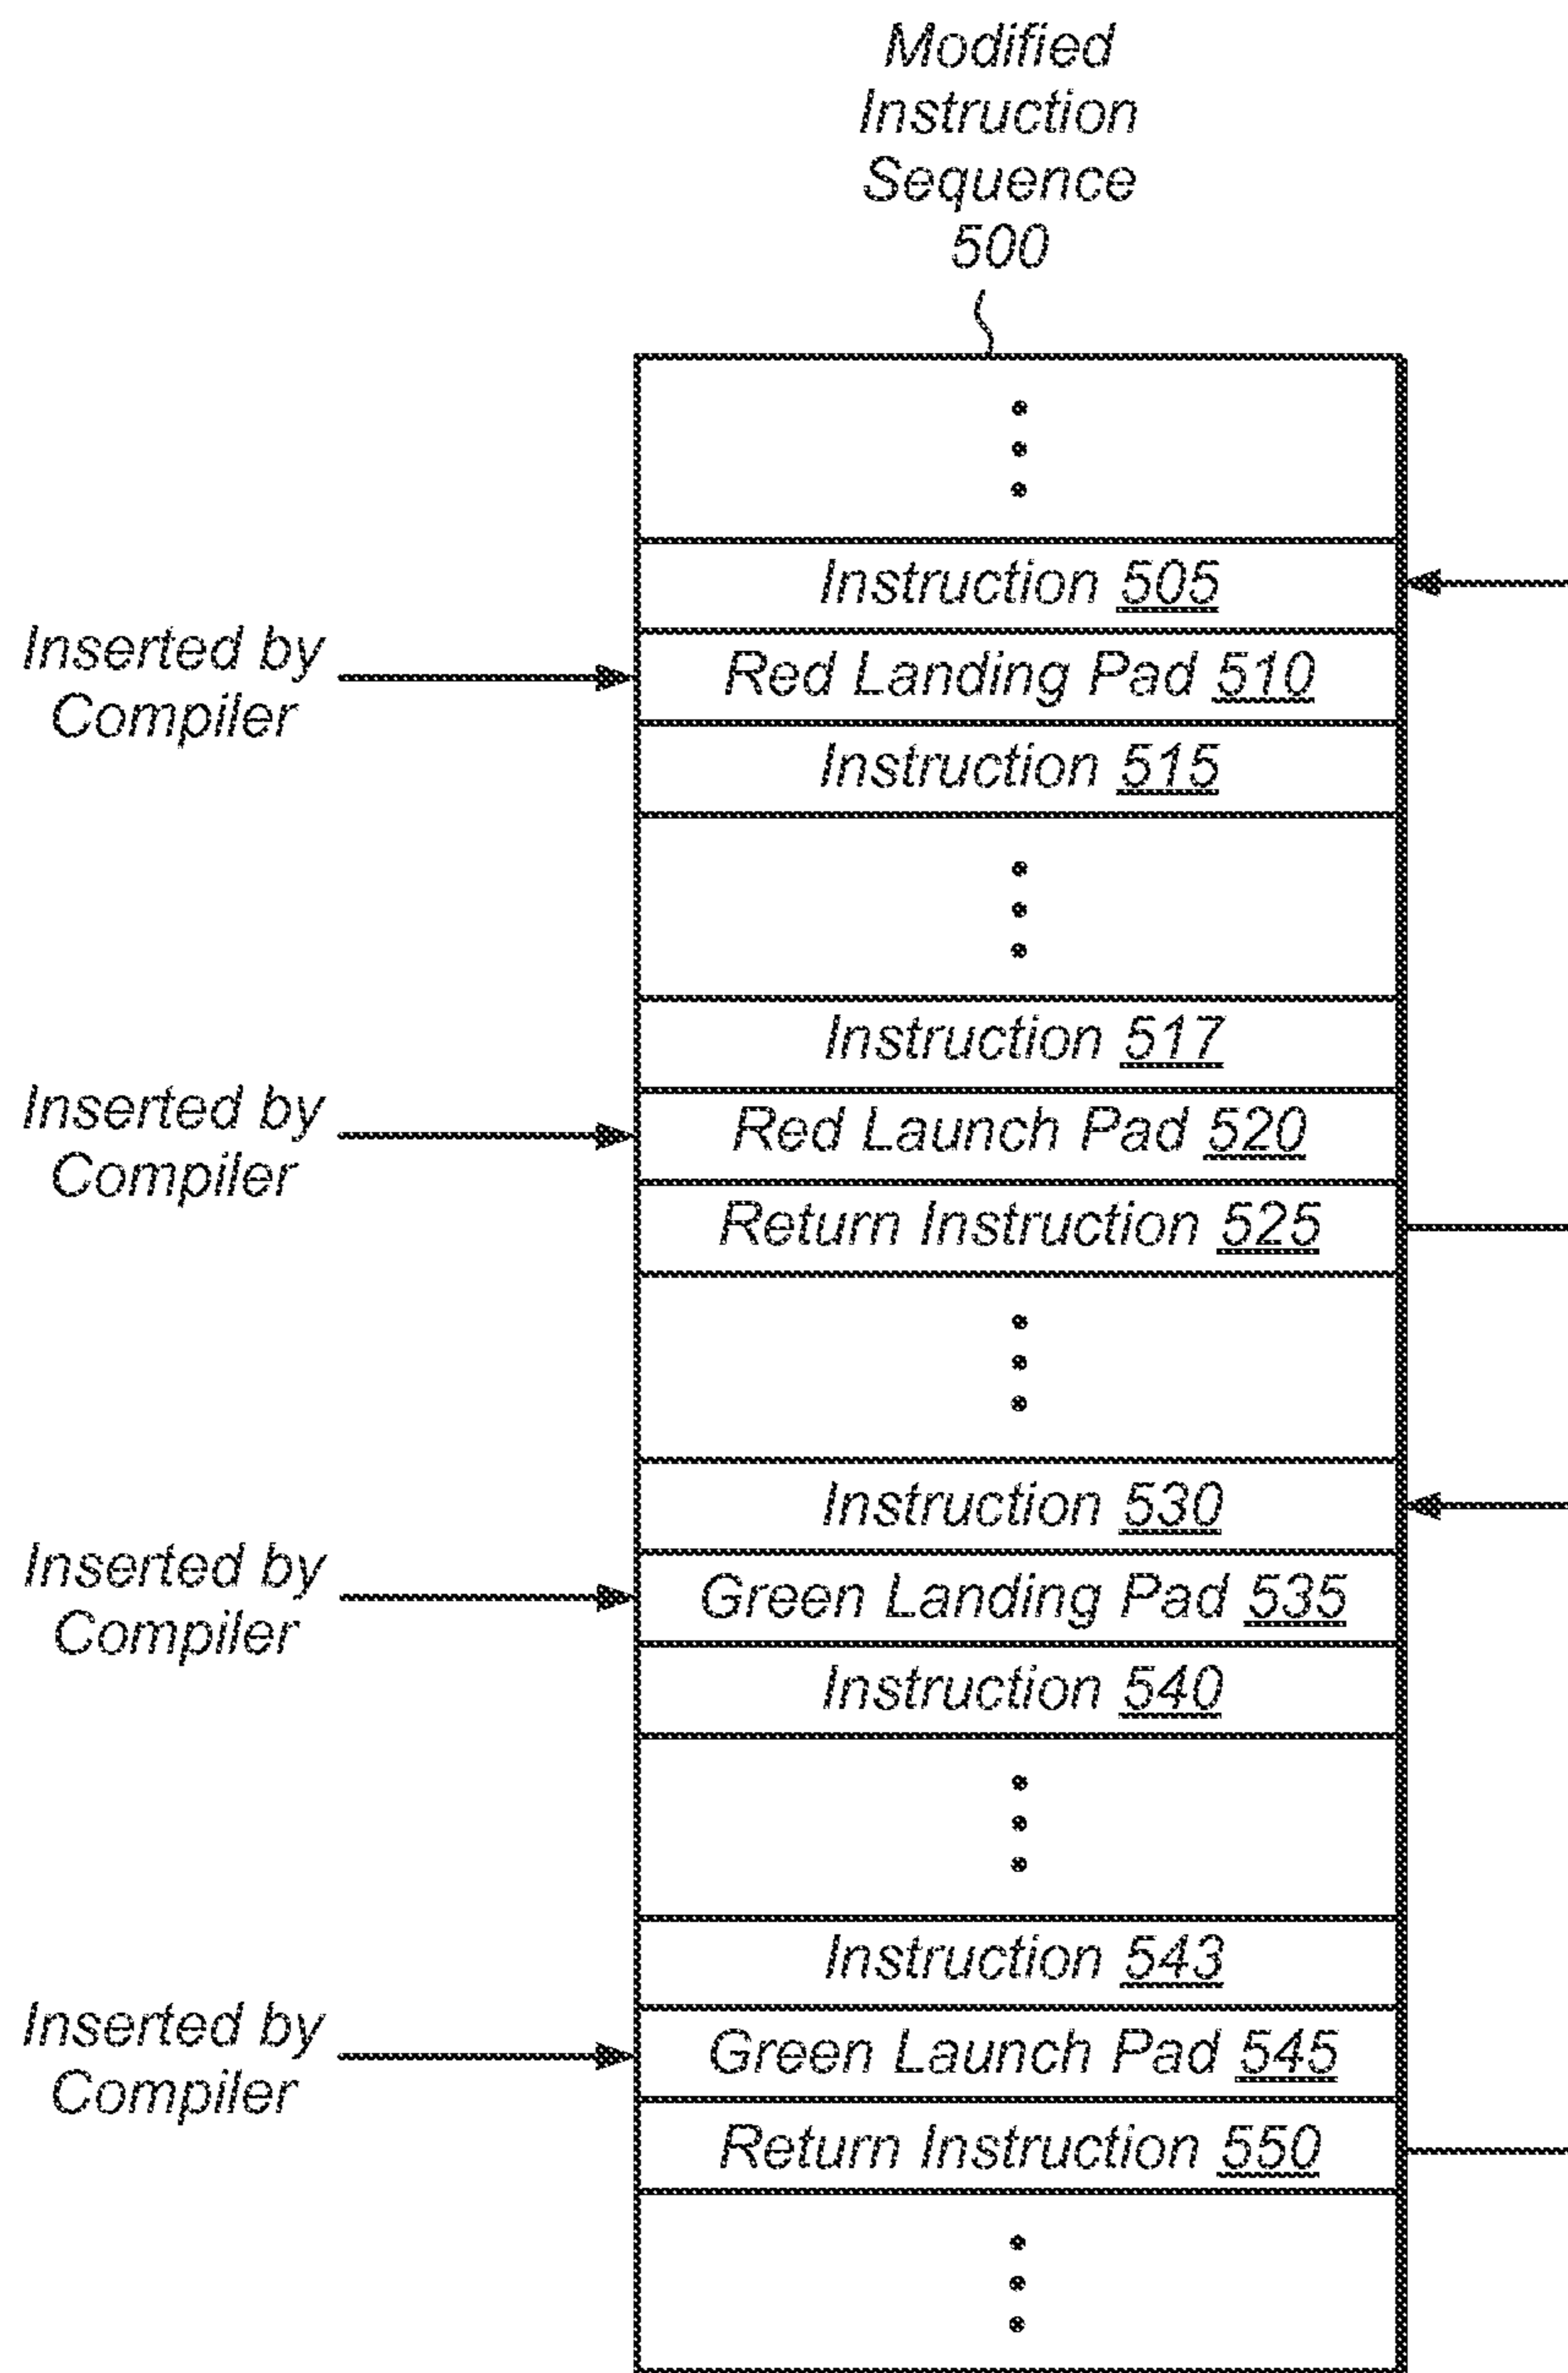 Modified
Instruction
Sequence
500
Instruction 505
Inserted by
Compiler
Red Landing Pad 510
Instruction 515
Instruction 517
Inserted by
Compiler
Red Launch Pad 520
Return Instruction 525
Instruction 530
Inserted by
Compiler
Green Landing Pad 535
Instruction 540
Instruction 543
Inserted by
Compiler
Green Launch Pad 545
Return Instruction 550